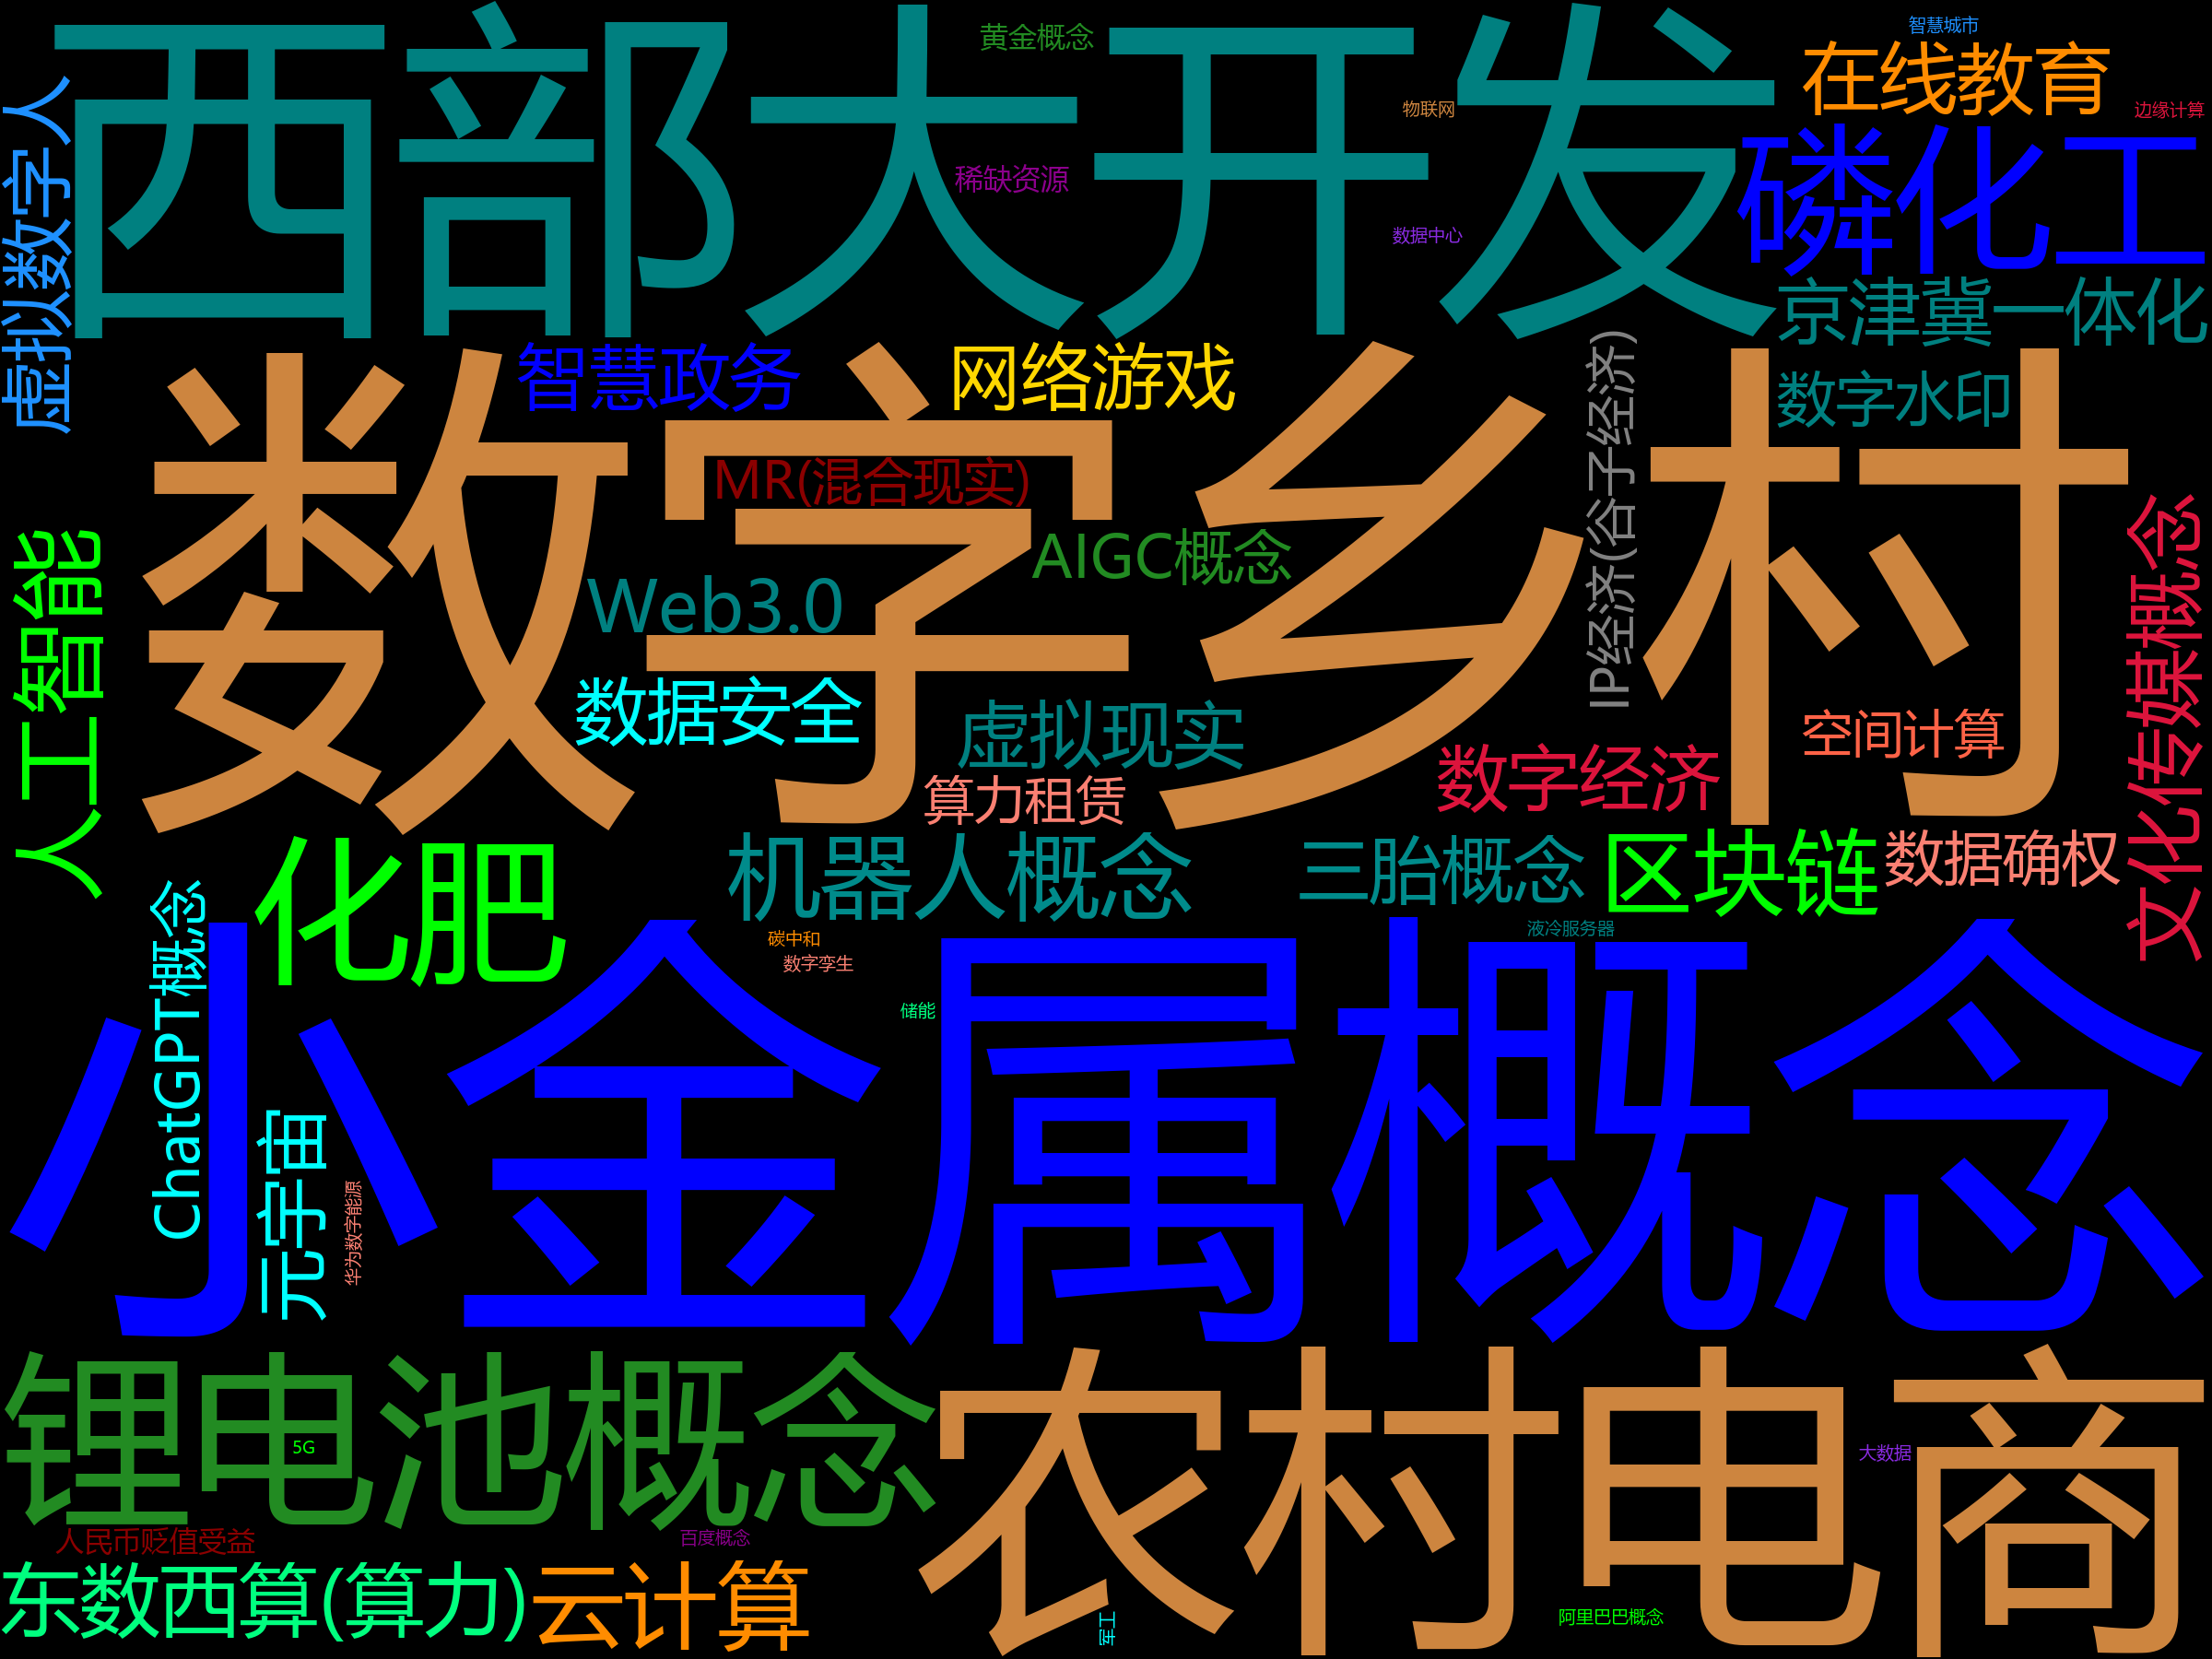 西部大开发
黄金概念
智慧城市
在线教育
物联网
边缘计算
虚拟数字人
稀缺资源
数据中心
磷化工
京津冀一体化
智慧政务
网络游戏
数字水印
数字乡村
MR(混合现实)
IP经济(谷子经济)
AIGC概念
Web3.0
人工智能
文化传媒概念
数据安全
虚拟现实
空间计算
数字经济
算力租赁
化肥
机器人概念
三胎概念
区块链
数据确权
ChatGPT概念
碳中和
液冷服务器
数字孪生
储能
小金属概念
元宇宙
华为数字能源
锂电池概念
农村电商
5G
大数据
人民币贬值受益
百度概念
东数西算(算力)
云计算
军工
阿里巴巴概念